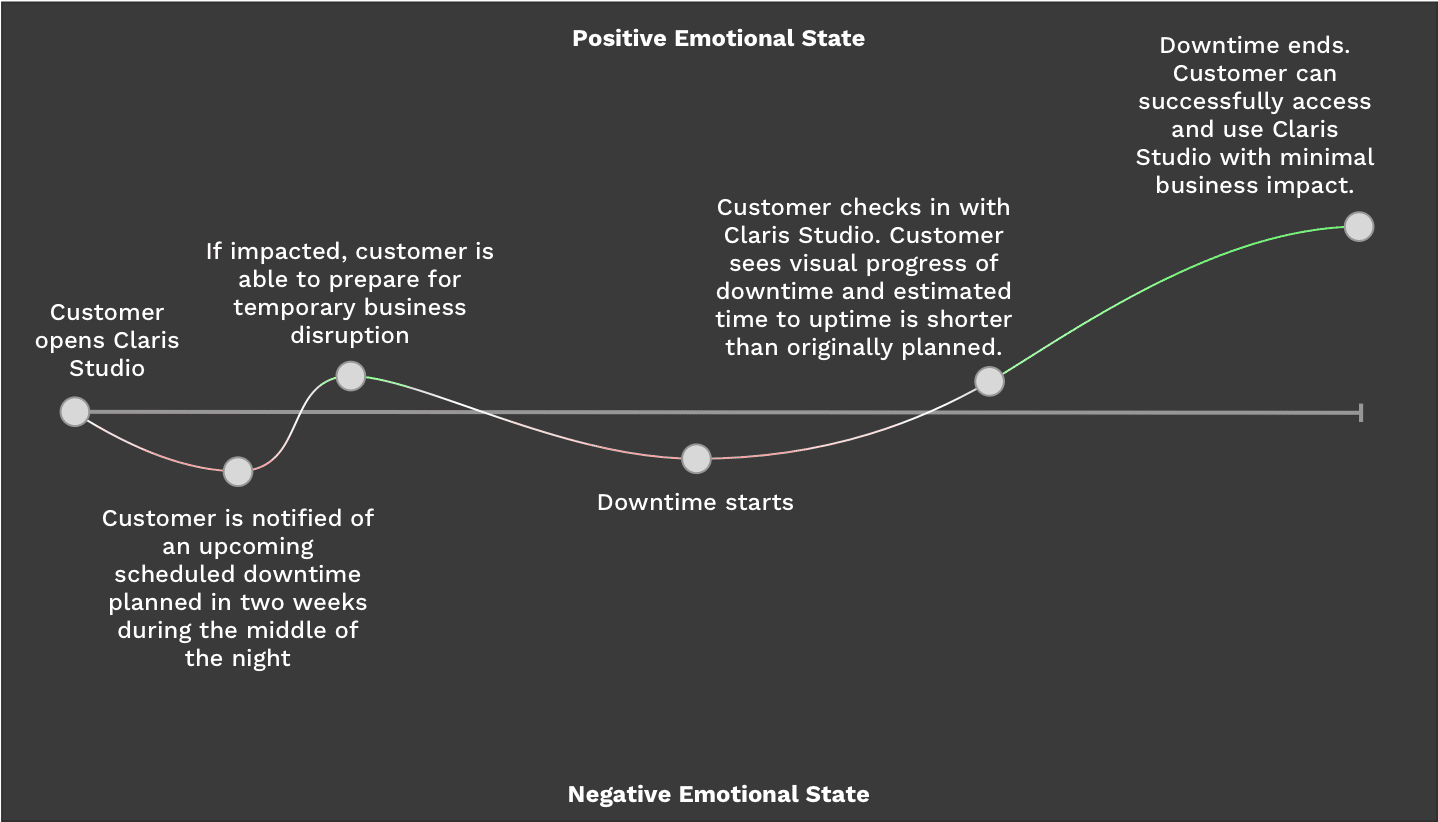 Positive Emotional State
Customer
opens Claris
Studio
Customer is notified of
an upcoming
scheduled downtime
planned in two weeks
during the middle of
the night
If impacted, customer is
able to prepare for
temporary business
disruption
Downtime starts
Customer checks in with
Claris Studio. Customer
sees visual progress of
downtime and estimated
time to uptime is shorter
than originally planned.
Downtime ends.
Customer can
successfully access
and use Claris
Studio with minimal
business impact.
Negative Emotional State